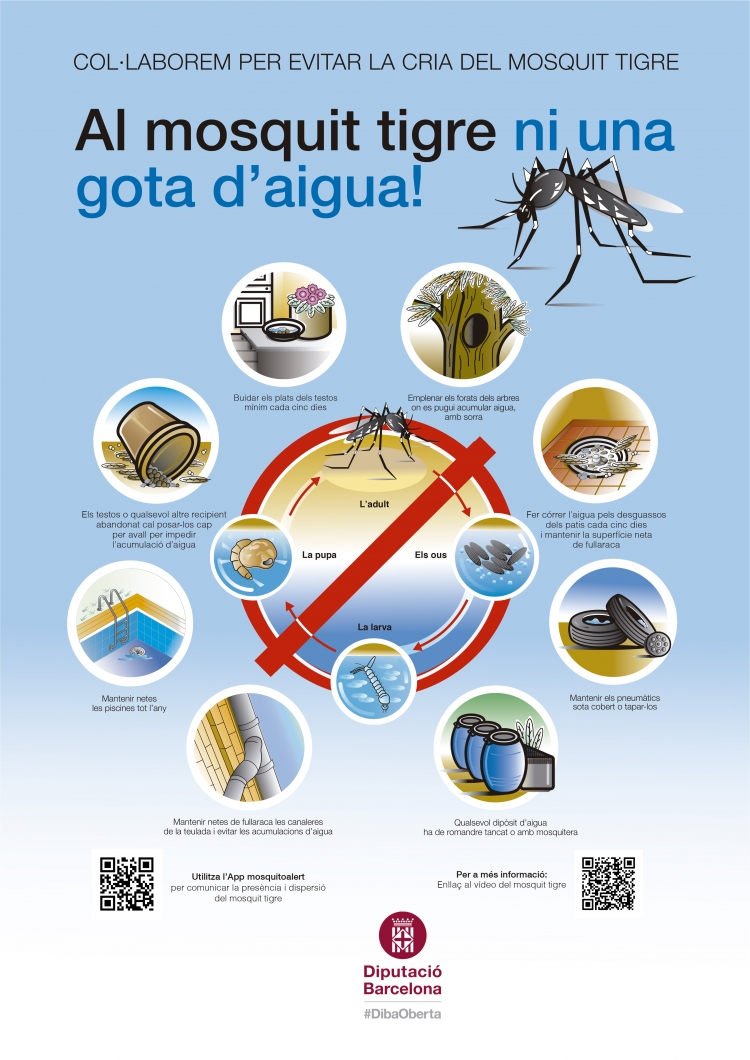 COL·LABOREM PER EVITAR LA CRIA DEL MOSQUIT TIGRE
Al mosquit tigre ni una
gota d'aigua!
Buidar els plats dels testos
mínim cada cinc dies
Emplenar els forats dels arbres
on es pugui acumular aigua,
amb sorra
Els testos o qualsevol altre recipient
abandonat cal posar-los cap
per avall per impedir
l'acumulació d'aigua
Fer córrer l'aigua pels desguassos
dels patis cada cinc dies
i mantenir la superfície neta
de fullaraca
L'adult
La pupa
Els ous
La larva
Mantenir netes
les piscines tot l'any
Mantenir els pneumàtics
sota cobert o tapar-los
Mantenir netes de fullaraca les canaleres
de la teulada i evitar les acumulacions d'aigua
Qualsevol dipòsit d'aigua
ha de romandre tancat o amb mosquitera
Utilitza l'App mosquitoalert
per comunicar la presència i dispersió
del mosquit tigre
Per a més informació:
Enllaç al vídeo del mosquit tigre
Diputació
Barcelona
#DibaOberta